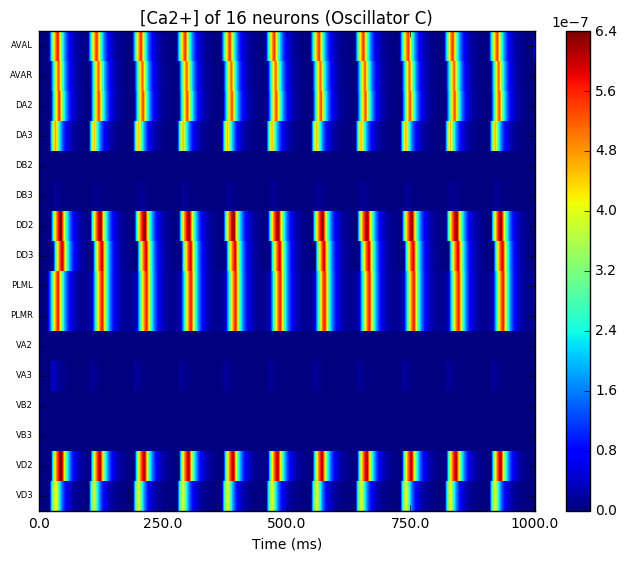 [Ca2+] of 16 neurons (Oscillator C)
1e−7
AVAL
AVAR
DA2
DA3
DB2
DB3
DD2
DD3
PLML
PLMR
VA2
VA3
VB2
VB3
VD2
VD3
6.4
5.6
4.8
4.0
3.2
2.4
1.6
0.8
0.0
0.0 250.0 500.0 750.0 1000.0
Time (ms)